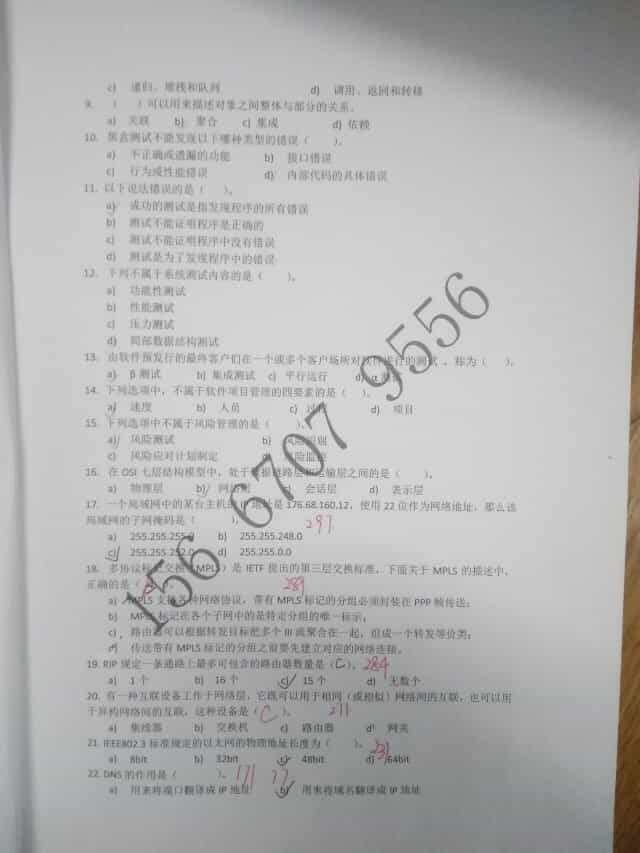 c) 递归、堆栈和队列 d) 调用、返回和转移
9. （ ）可以用来描述对象之间整体与部分的关系。
a) 关联 b) 聚合 c) 集成 d) 依赖
10. 黑盒测试不能发现以下哪种类型的错误（ ）。
a) 不正确或遗漏的功能 b) 接口错误
c) 行为或性能错误 d) 内部代码的具体错误
11. 以下说法错误的是（ ）。
a) 成功的测试是指发现程序的所有错误
b) 测试不能证明程序是正确的
c) 测试不能证明程序中没有错误
d) 测试是为了发现程序中的错误
12. 下列不属于系统测试内容的是（ ）。
a) 功能性测试
b) 性能测试
c) 压力测试
d) 局部数据结构测试
13. 由软件预发行的最终客户们在一个或多个客户场所对软件进行的测试，称为（ ）。
a) β测试 b) 集成测试 c) 平行运行 d) α测试
14. 下列选项中，不属于软件项目管理的四要素的是（ ）。
a) 速度 b) 人员 c) 过程 d) 项目
15. 下列选项中不属于风险管理的是（ ）。
a) 风险测试 b) 风险识别
c) 风险应对计划制定 d) 风险监控
16. 在 OSI 七层结构模型中，处于数据链路层和运输层之间的是（ ）。
a) 物理层 b) 网络层 c) 会话层 d) 表示层
17. 一个局域网中的某台主机的 IP 地址是 176.68.160.12，使用 22 位作为网络地址，那么该
局域网的子网掩码是（ ）。 297
a) 255.255.255.0 b) 255.255.248.0
c) 255.255.252.0 d) 255.255.0.0
18. 多协议标记交换（MPLS）是 IETF 提出的第三层交换标准，下面关于 MPLS 的描述中，
正确的是（ ）。 289
a) MPLS 支持各种网络协议，带有 MPLS 标记的分组必须封装在 PPP 帧传送；
b) MPLS 标记在各个子网中的是特定分组的唯一标示；
c) 路由器可以根据转发目标把多个 IP 流聚合在一起，组成一个转发等价类；
d) 传送带有 MPLS 标记的分组之前要先建立对应的网络连接。
19. RIP 规定一条通路上最多可包含的路由器数量是（C）。 284
a) 1 个 b) 16 个 c) 15 个 d) 无数个
20. 有一种互联设备工作于网络层，它既可以用于相同（或相似）网络间的互联，也可以用
于异构网络间的互联，这种设备是（C）。 271
a) 集线器 b) 交换机 c) 路由器 d) 网关
21. IEEE802.3 标准规定的以太网的物理地址长度为（ ）。 231
a) 8bit b) 32bit c) 48bit d) 64bit
22. DNS 的作用是（ ）。 171
a) 用来将端口翻译成 IP 地址 b) 用来将域名翻译成 IP 地址
156 6707 9556